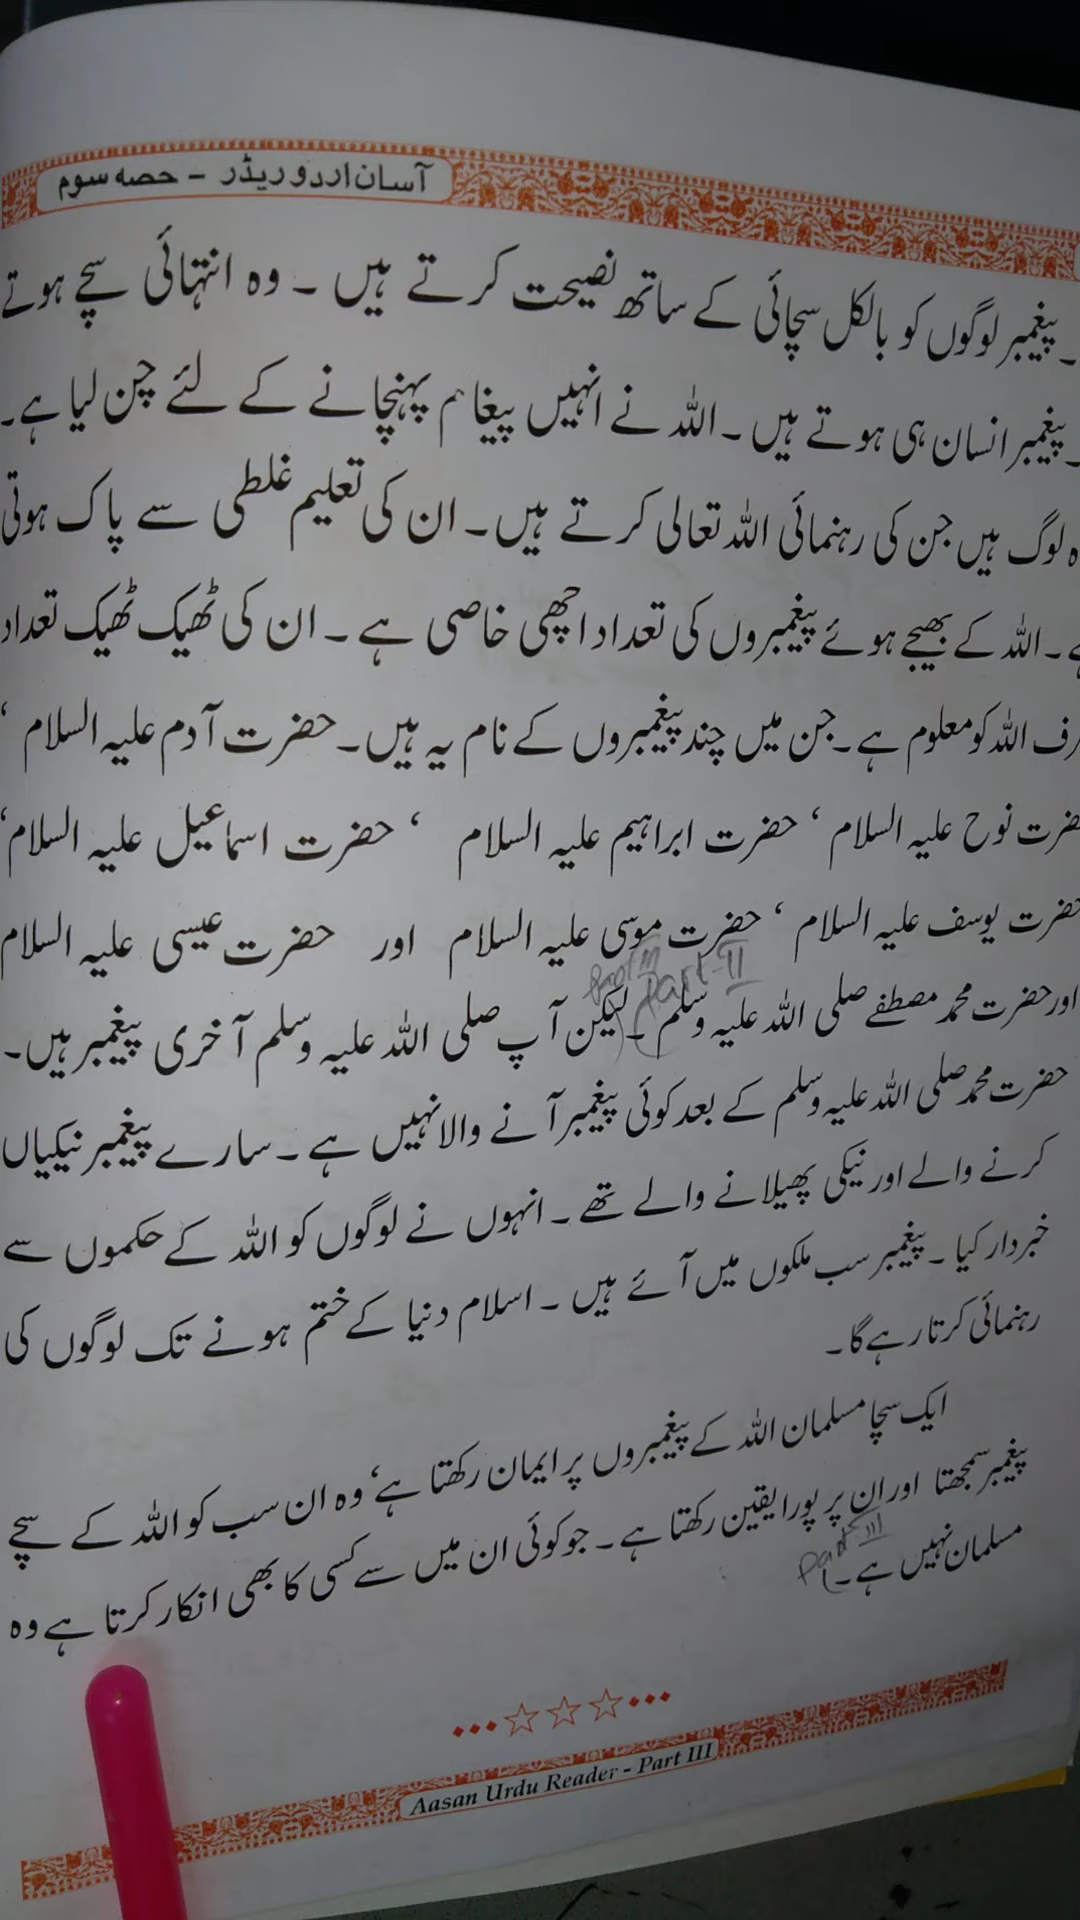 آسان اردو ریڈر - حصہ سوم
۔ پیغمبر لوگوں کو بالکل سچائی کے ساتھ نصیحت کرتے ہیں ۔ وہ انتہائی سچے ہوتے
۔ پیغمبر انسان ہی ہوتے ہیں ۔ اللہ نے انہیں پیغام پہنچانے کے لئے چن لیا ہے۔
ہ لوگ ہیں جن کی رہنمائی اللہ تعالی کرتے ہیں۔ ان کی تعلیم غلطی سے پاک ہوتی
ہے۔ اللہ کے بھیجے ہوئے پیغمبروں کی تعداد اچھی خاصی ہے ۔ ان کی ٹھیک ٹھیک تعداد
رف اللہ کو معلوم ہے۔ جن میں چند پیغمبروں کے نام یہ ہیں۔ حضرت آدم علیہ السلام ‘
حضرت نوح علیہ السلام ‘ حضرت ابراہیم علیہ السلام ‘ حضرت اسماعیل علیہ السلام‘
حضرت یوسف علیہ السلام ‘ حضرت موسی علیہ السلام اور حضرت عیسی علیہ السلام
Part III Part-II
اور حضرت محمد مصطفے صلی اللہ علیہ وسلم ۔ لیکن آپ صلی اللہ علیہ وسلم آخری پیغمبر ہیں۔
حضرت محمد صلی اللہ علیہ وسلم کے بعد کوئی پیغمبر آنے والا نہیں ہے ۔ سارے پیغمبر نیکیاں
کرنے والے اور نیکی پھیلانے والے تھے ۔ انہوں نے لوگوں کو اللہ کے حکموں سے
خبردار کیا ۔ پیغمبر سب ملکوں میں آئے ہیں ۔ اسلام دنیا کے ختم ہونے تک لوگوں کی
رہنمائی کرتا رہے گا ۔
ایک سچا مسلمان اللہ کے پیغمبروں پر ایمان رکھتا ہے‘ وہ ان سب کو اللہ کے سچے
پیغمبر سمجھتا اور ان پر پورا یقین رکھتا ہے ۔ جو کوئی ان میں سے کسی کا بھی انکار کرتا ہے وہ
مسلمان نہیں ہے ۔ Part III
Aasan Urdu Reader - Part III